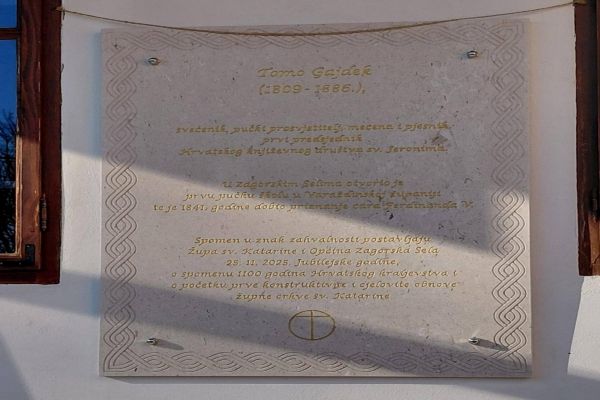 Tomo Gajdek
(1809 - 1886.),
svećenik, pučki prosvjetitelj, mecena i pjesnik,
prvi predsjednik
Hrvatskog književnog društva sv. Jeronima.
U Zagorskim Selima otvorio je
prvu pučku školu u Varaždinskoj županiji
te je 1841. godine dobio priznanje cara Ferdinanda V.
Spomen u znak zahvalnosti postavljaju
Župa sv. Katarine i Općina Zagorska Sela
25. 11. 2025. Jubilejske godine,
o spomenu 1100 godina Hrvatskog kraljevstva i
o početku prve konstruktivne i cjelovite obnove
župne crkve sv. Katarine